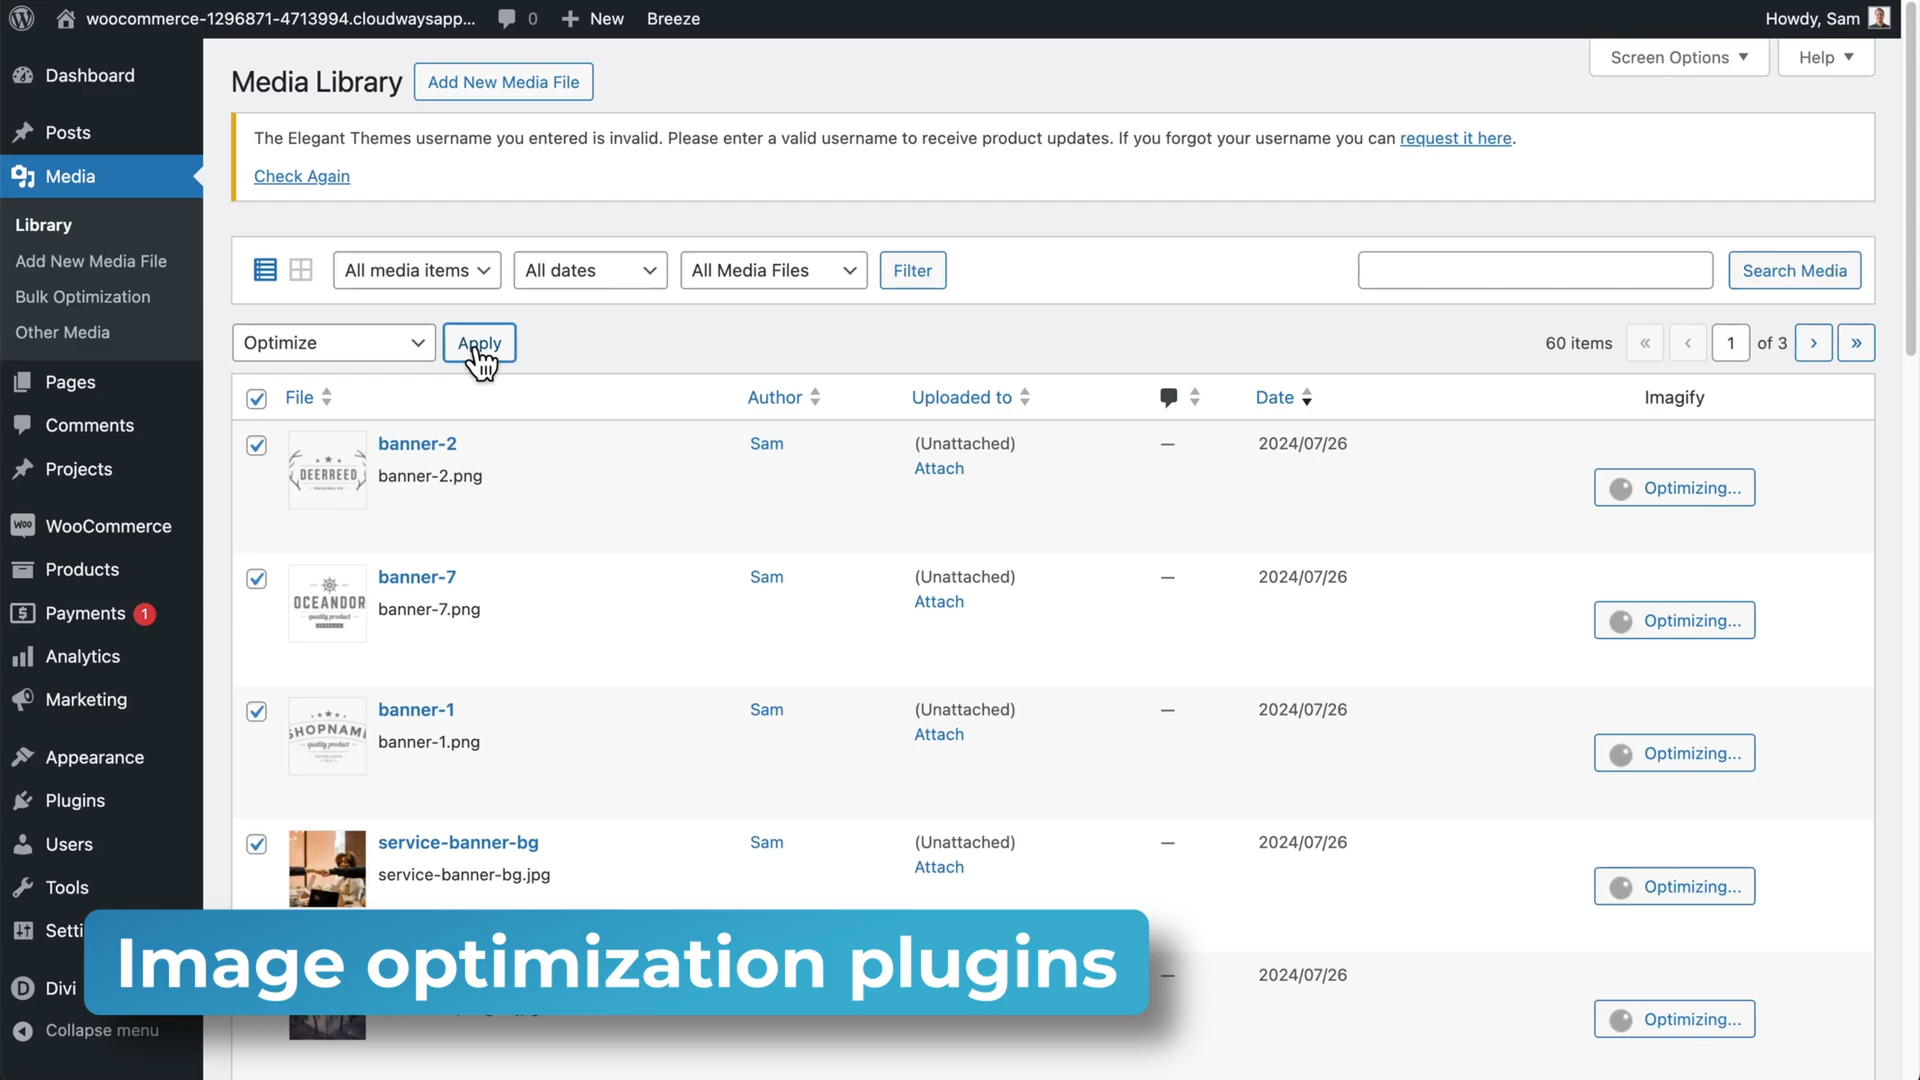 woocommerce-1296871-4713994.cloudwaysapp...
0
New
Breeze
Howdy, Sam
Dashboard
Posts
Media
Library
Add New Media File
Bulk Optimization
Other Media
Pages
Comments
Projects
WooCommerce
Products
Payments 1
Analytics
Marketing
Appearance
Plugins
Users
Tools
Setti
Divi
Collapse menu
Screen Options
Help
Media Library
Add New Media File
The Elegant Themes username you entered is invalid. Please enter a valid username to receive product updates. If you forgot your username you can request it here.
Check Again
All media items
All dates
All Media Files
Filter
Search Media
Optimize
Apply
60 items
«
‹
1
of 3
›
»
File
Author
Uploaded to
Date
Imagify
DEERREED
banner-2
banner-2.png
Sam
(Unattached)
Attach
—
2024/07/26
Optimizing...
OCEANDOR
quality product
banner-7
banner-7.png
Sam
(Unattached)
Attach
—
2024/07/26
Optimizing...
SHOPNAM
quality product
banner-1
banner-1.png
Sam
(Unattached)
Attach
—
2024/07/26
Optimizing...
service-banner-bg
service-banner-bg.jpg
Sam
(Unattached)
Attach
—
2024/07/26
Optimizing...
—
2024/07/26
Optimizing...
Image optimization plugins